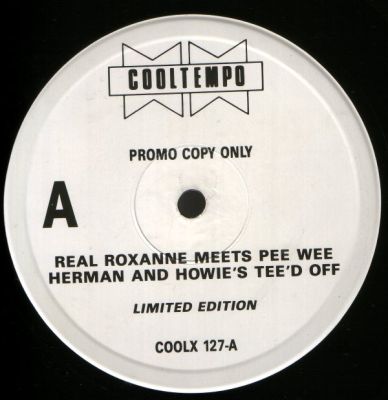 COOLTEMPO
PROMO COPY ONLY
A
REAL ROXANNE MEETS PEE WEE
HERMAN AND HOWIE'S TEE'D OFF
LIMITED EDITION
COOLX 127-A